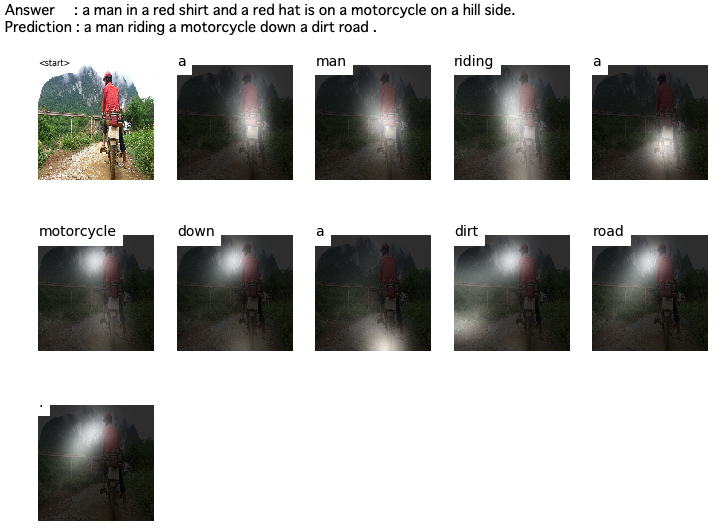 Answer : a man in a red shirt and a red hat is on a motorcycle on a hill side.
Prediction : a man riding a motorcycle down a dirt road .
<start> a man riding a
motorcycle down a dirt road
.